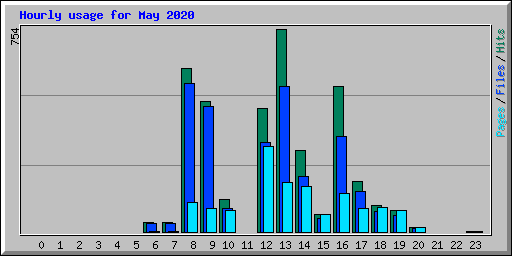 Hourly usage for May 2020
754
Pages / Files / Hits
0 1 2 3 4 5 6 7 8 9 10 11 12 13 14 15 16 17 18 19 20 21 22 23